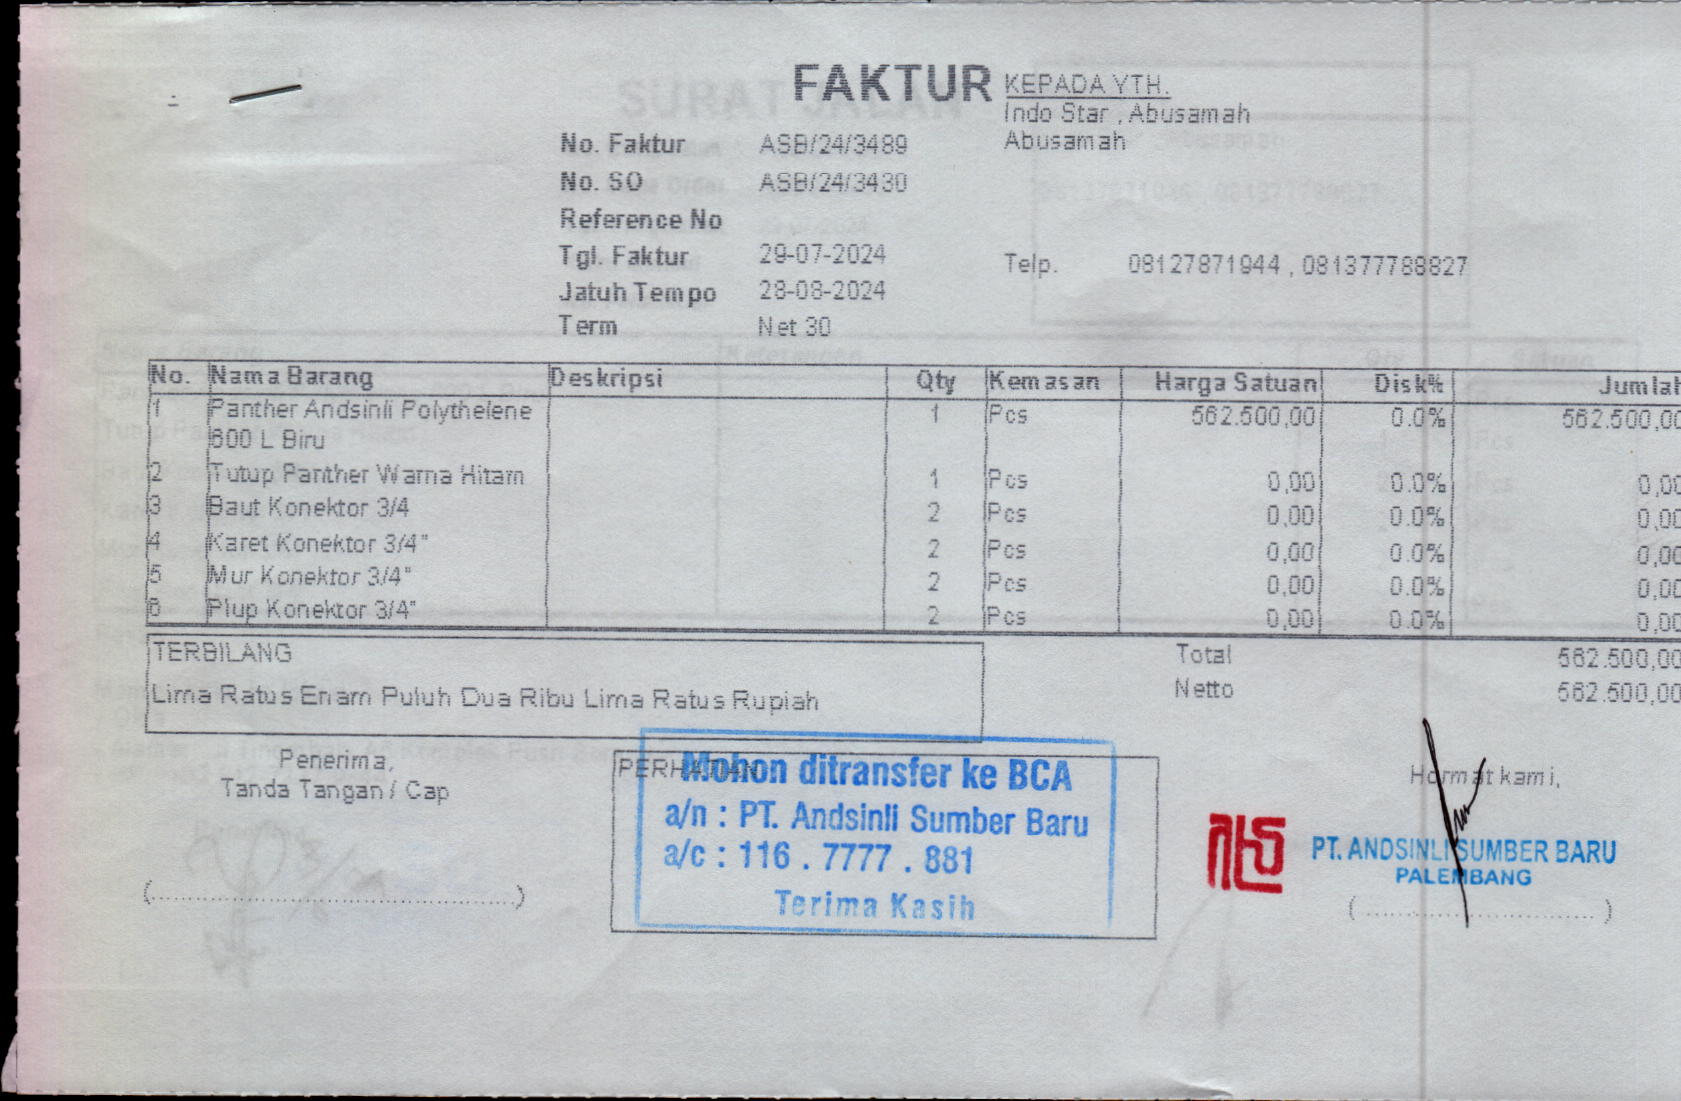 FAKTUR
KEPADA YTH.
Indo Star , Abusamah
Abusamah
No. Faktur ASB/24/3489
No. SO ASB/24/3430
Reference No
Tgl. Faktur 29-07-2024
Jatuh Tempo 28-08-2024
Term Net 30
Telp. 08127871944 , 081377788827
No. Nama Barang Deskripsi Qty Kemasan Harga Satuan Disk% Jumlah
1 Panther Andsinli Polythelene 1 Pcs 562.500,00 0.0% 562.500,00
600 L Biru
2 Tutup Panther Warna Hitam 1 Pcs 0,00 0.0% 0,00
3 Baut Konektor 3/4 2 Pcs 0,00 0.0% 0,00
4 Karet Konektor 3/4" 2 Pcs 0,00 0.0% 0,00
5 Mur Konektor 3/4" 2 Pcs 0,00 0.0% 0,00
6 Plup Konektor 3/4" 2 Pcs 0,00 0.0% 0,00
TERBILANG
Lima Ratus Enam Puluh Dua Ribu Lima Ratus Rupiah
Total 562.500,00
Netto 562.500,00
Penerima,
Tanda Tangan / Cap
(..............................)
PERHATIAN
Mohon ditransfer ke BCA
a/n : PT. Andsinli Sumber Baru
a/c : 116 . 7777 . 881
Terima Kasih
Hormat kami,
PT. ANDSINLI SUMBER BARU
PALEMBANG
( .............................. )